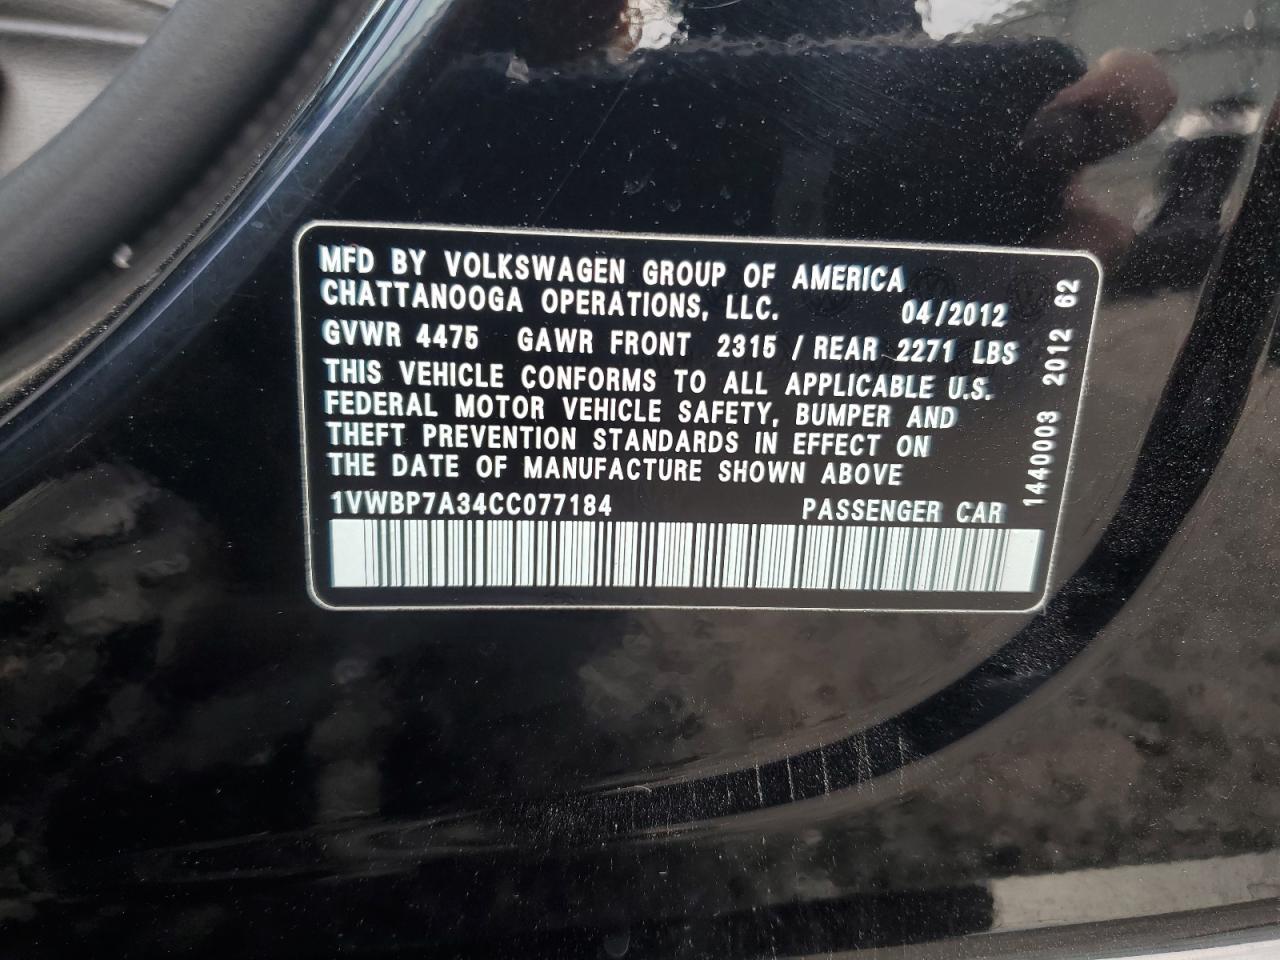 MFD BY VOLKSWAGEN GROUP OF AMERICA
CHATTANOOGA OPERATIONS, LLC. 04/2012
GVWR 4475 GAWR FRONT 2315 / REAR 2271 LBS
THIS VEHICLE CONFORMS TO ALL APPLICABLE U.S.
FEDERAL MOTOR VEHICLE SAFETY, BUMPER AND
THEFT PREVENTION STANDARDS IN EFFECT ON
THE DATE OF MANUFACTURE SHOWN ABOVE
1VWBP7A34CC077184 PASSENGER CAR
1440003 2012 62